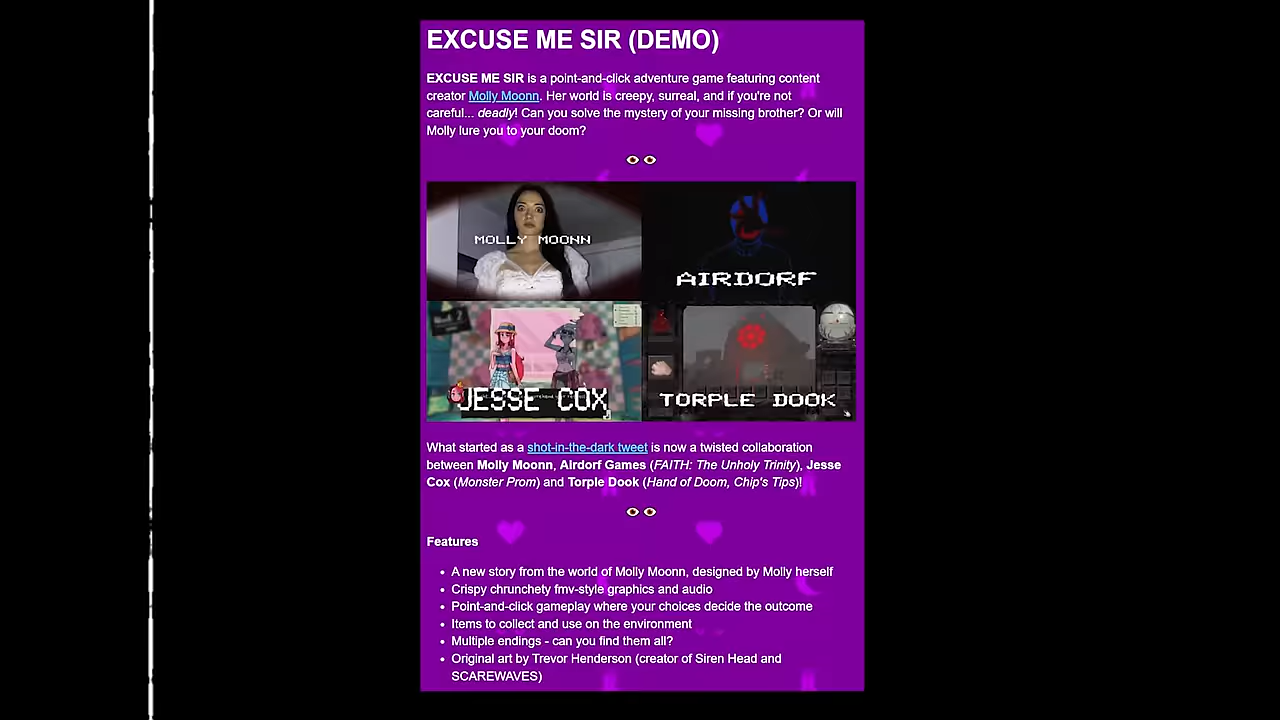 EXCUSE ME SIR (DEMO)
EXCUSE ME SIR is a point-and-click adventure game featuring content
creator Molly Moonn. Her world is creepy, surreal, and if you're not
careful... deadly! Can you solve the mystery of your missing brother? Or will
Molly lure you to your doom?
MOLLY MOONN
AIRDORF
JESSE COX
TORPLE DOOK
What started as a shot-in-the-dark tweet is now a twisted collaboration
between Molly Moonn, Airdorf Games (FAITH: The Unholy Trinity), Jesse
Cox (Monster Prom) and Torple Dook (Hand of Doom, Chip's Tips)!
Features
• A new story from the world of Molly Moonn, designed by Molly herself
• Crispy chrunchety fmv-style graphics and audio
• Point-and-click gameplay where your choices decide the outcome
• Items to collect and use on the environment
• Multiple endings - can you find them all?
• Original art by Trevor Henderson (creator of Siren Head and
SCAREWAVES)